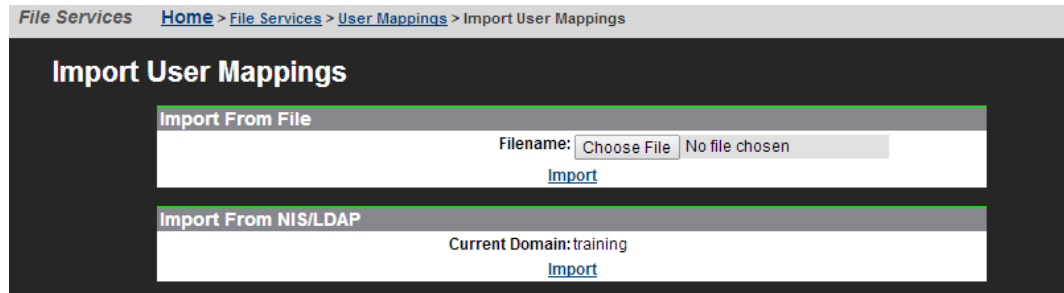 File Services Home > File Services > User Mappings > Import User Mappings
Import User Mappings
Import From File
Filename: Choose File No file chosen
Import
Import From NIS/LDAP
Current Domain: training
Import